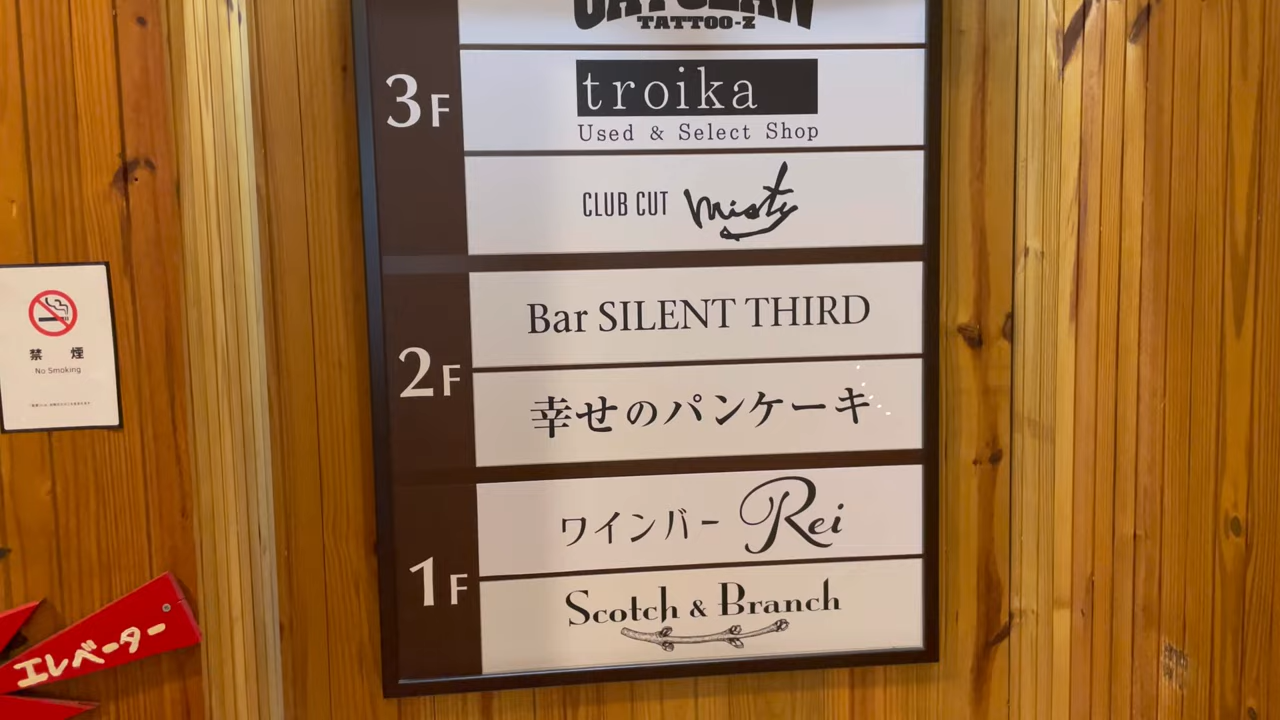 TATTOO-Z
3F
troika
Used & Select Shop
CLUB CUT misty
2F
Bar SILENT THIRD
幸せのパンケーキ
1F
ワインバー Rei
Scotch & Branch
禁煙
No Smoking
エレベーター